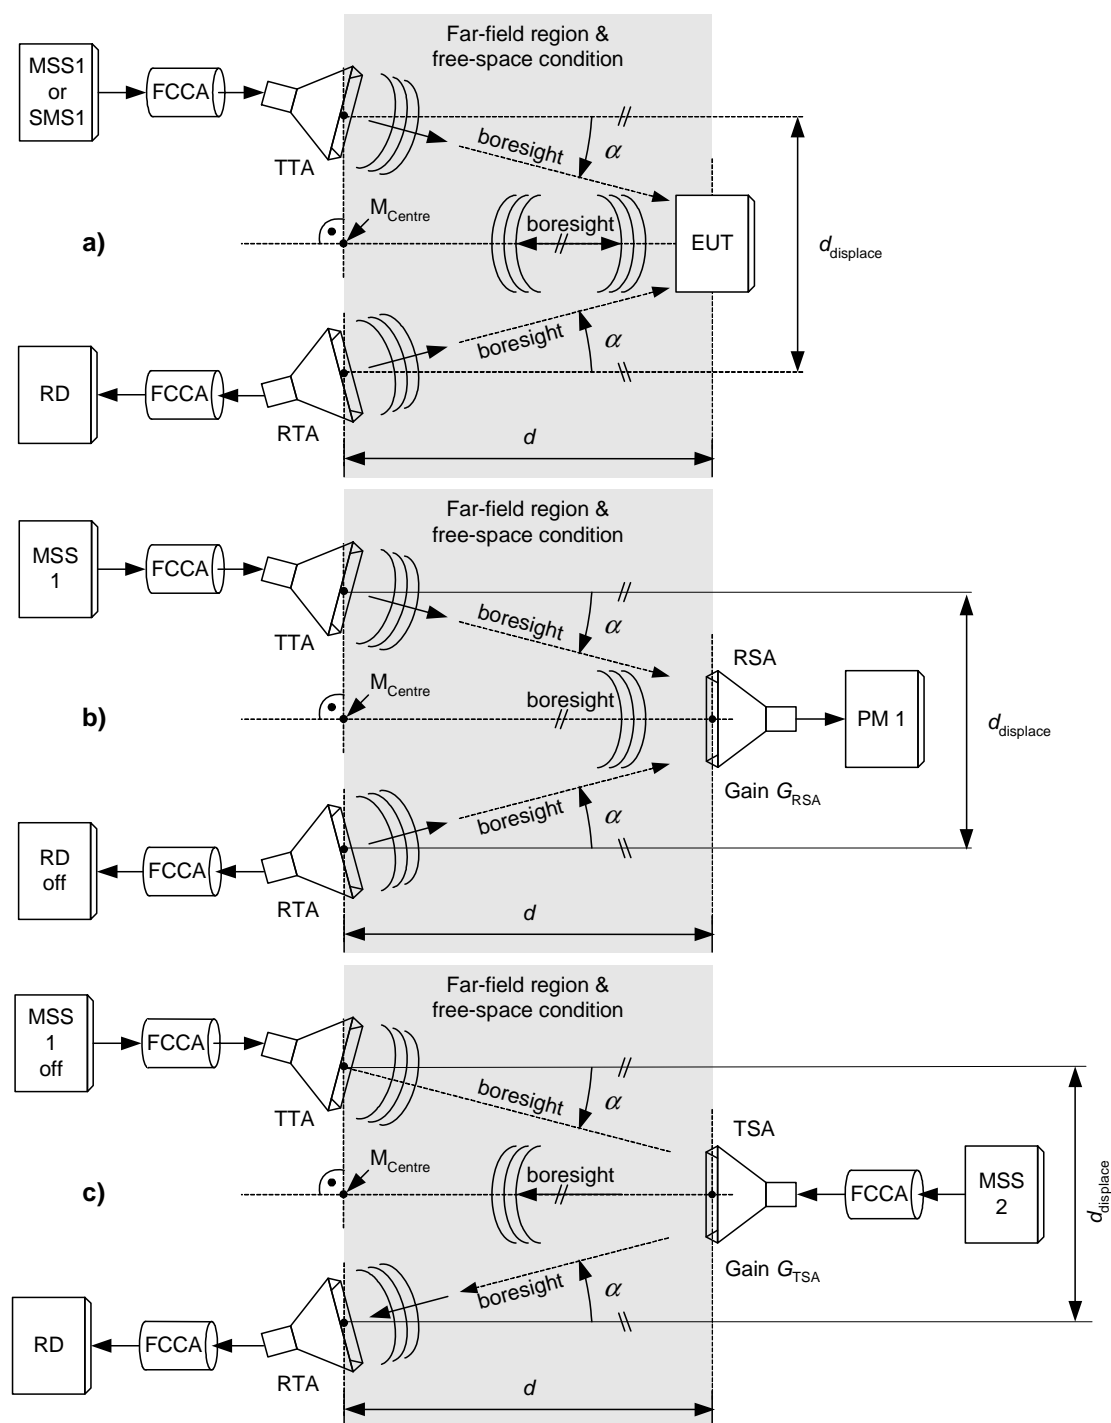 Far-field region &
free-space condition
MSS1
or
SMS1
FCCA
TTA
boresight
α
M_Centre
a)
boresight
EUT
d_displace
boresight
α
RD
FCCA
RTA
d
Far-field region &
free-space condition
MSS
1
FCCA
TTA
boresight
α
RSA
M_Centre
b)
boresight
PM 1
d_displace
Gain G_RSA
boresight
α
RD
off
FCCA
RTA
d
Far-field region &
free-space condition
MSS
1
off
FCCA
TTA
boresight
α
TSA
M_Centre
c)
boresight
FCCA
MSS
2
d_displace
Gain G_TSA
boresight
α
RD
FCCA
RTA
d